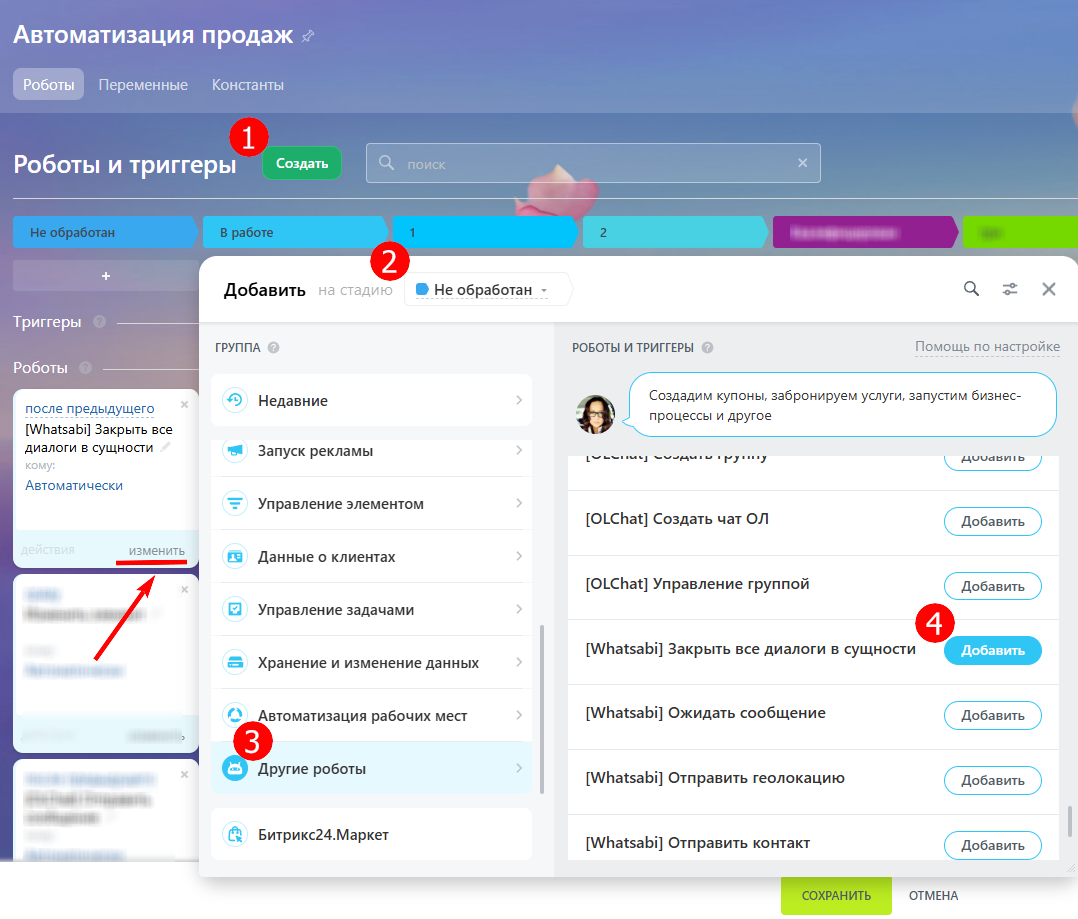 Автоматизация продаж
Роботы Переменные Константы
1
Роботы и триггеры Создать поиск
Не обработан В работе 1 2
2
+
Добавить на стадию Не обработан
Триггеры
Роботы
ГРУППА
РОБОТЫ И ТРИГГЕРЫ Помощь по настройке
после предыдущего
[Whatsabi] Закрыть все
диалоги в сущности
кому:
Автоматически
действия изменить
Недавние
Запуск рекламы
Управление элементом
Данные о клиентах
Управление задачами
Хранение и изменение данных
Автоматизация рабочих мест
3
Другие роботы
Битрикс24.Маркет
Создадим купоны, забронируем услуги, запустим бизнес-
процессы и другое
[OLChat] Создать группу Добавить
[OLChat] Создать чат ОЛ Добавить
[OLChat] Управление группой Добавить
4
[Whatsabi] Закрыть все диалоги в сущности Добавить
[Whatsabi] Ожидать сообщение Добавить
[Whatsabi] Отправить геолокацию Добавить
[Whatsabi] Отправить контакт Добавить
СОХРАНИТЬ ОТМЕНА